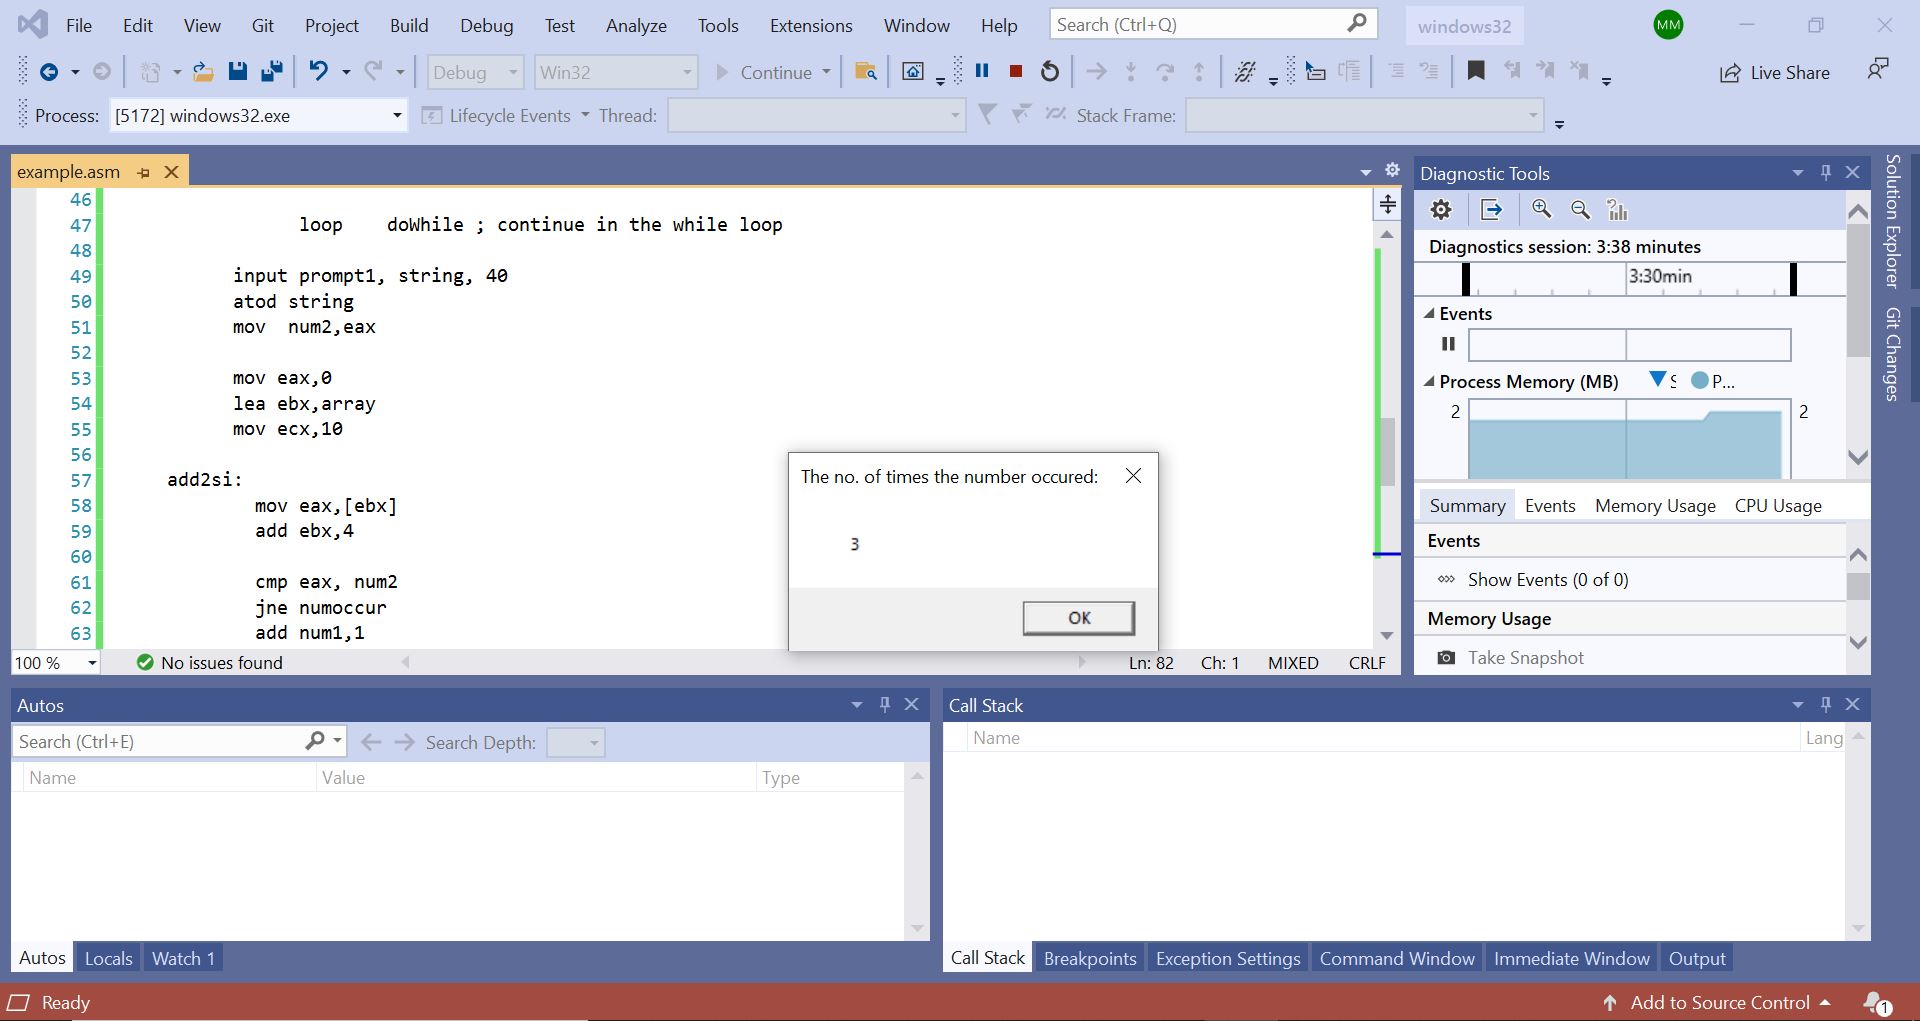 File Edit View Git Project Build Debug Test Analyze Tools Extensions Window Help Search (Ctrl+Q) windows32 MM
Debug Win32 Continue Live Share
Process: [5172] windows32.exe Lifecycle Events Thread: Stack Frame:
example.asm
46
47 loop doWhile ; continue in the while loop
48
49 input prompt1, string, 40
50 atod string
51 mov num2,eax
52
53 mov eax,0
54 lea ebx,array
55 mov ecx,10
56
57 add2si:
58 mov eax,[ebx]
59 add ebx,4
60
61 cmp eax, num2
62 jne numoccur
63 add num1,1
100 % No issues found Ln: 82 Ch: 1 MIXED CRLF
The no. of times the number occured:
3
OK
Diagnostic Tools
Diagnostics session: 3:38 minutes
3:30min
Events
Process Memory (MB) S P...
2 2
Summary Events Memory Usage CPU Usage
Events
Show Events (0 of 0)
Memory Usage
Take Snapshot
Solution Explorer
Git Changes
Autos
Search (Ctrl+E) Search Depth:
Name Value Type
Autos Locals Watch 1
Call Stack
Name Lang
Call Stack Breakpoints Exception Settings Command Window Immediate Window Output
Ready Add to Source Control 1